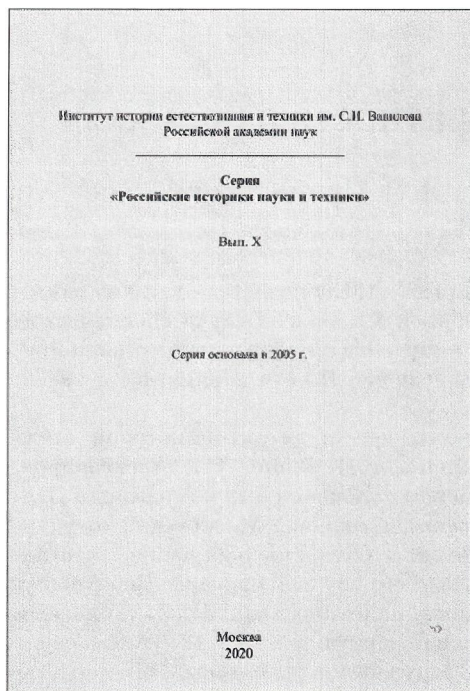 Институт истории естествознания и техники им. С.И. Вавилова
Российской академии наук
Серия
«Российские историки науки и техники»
Вып. X
Серия основана в 2005 г.
Москва
2020